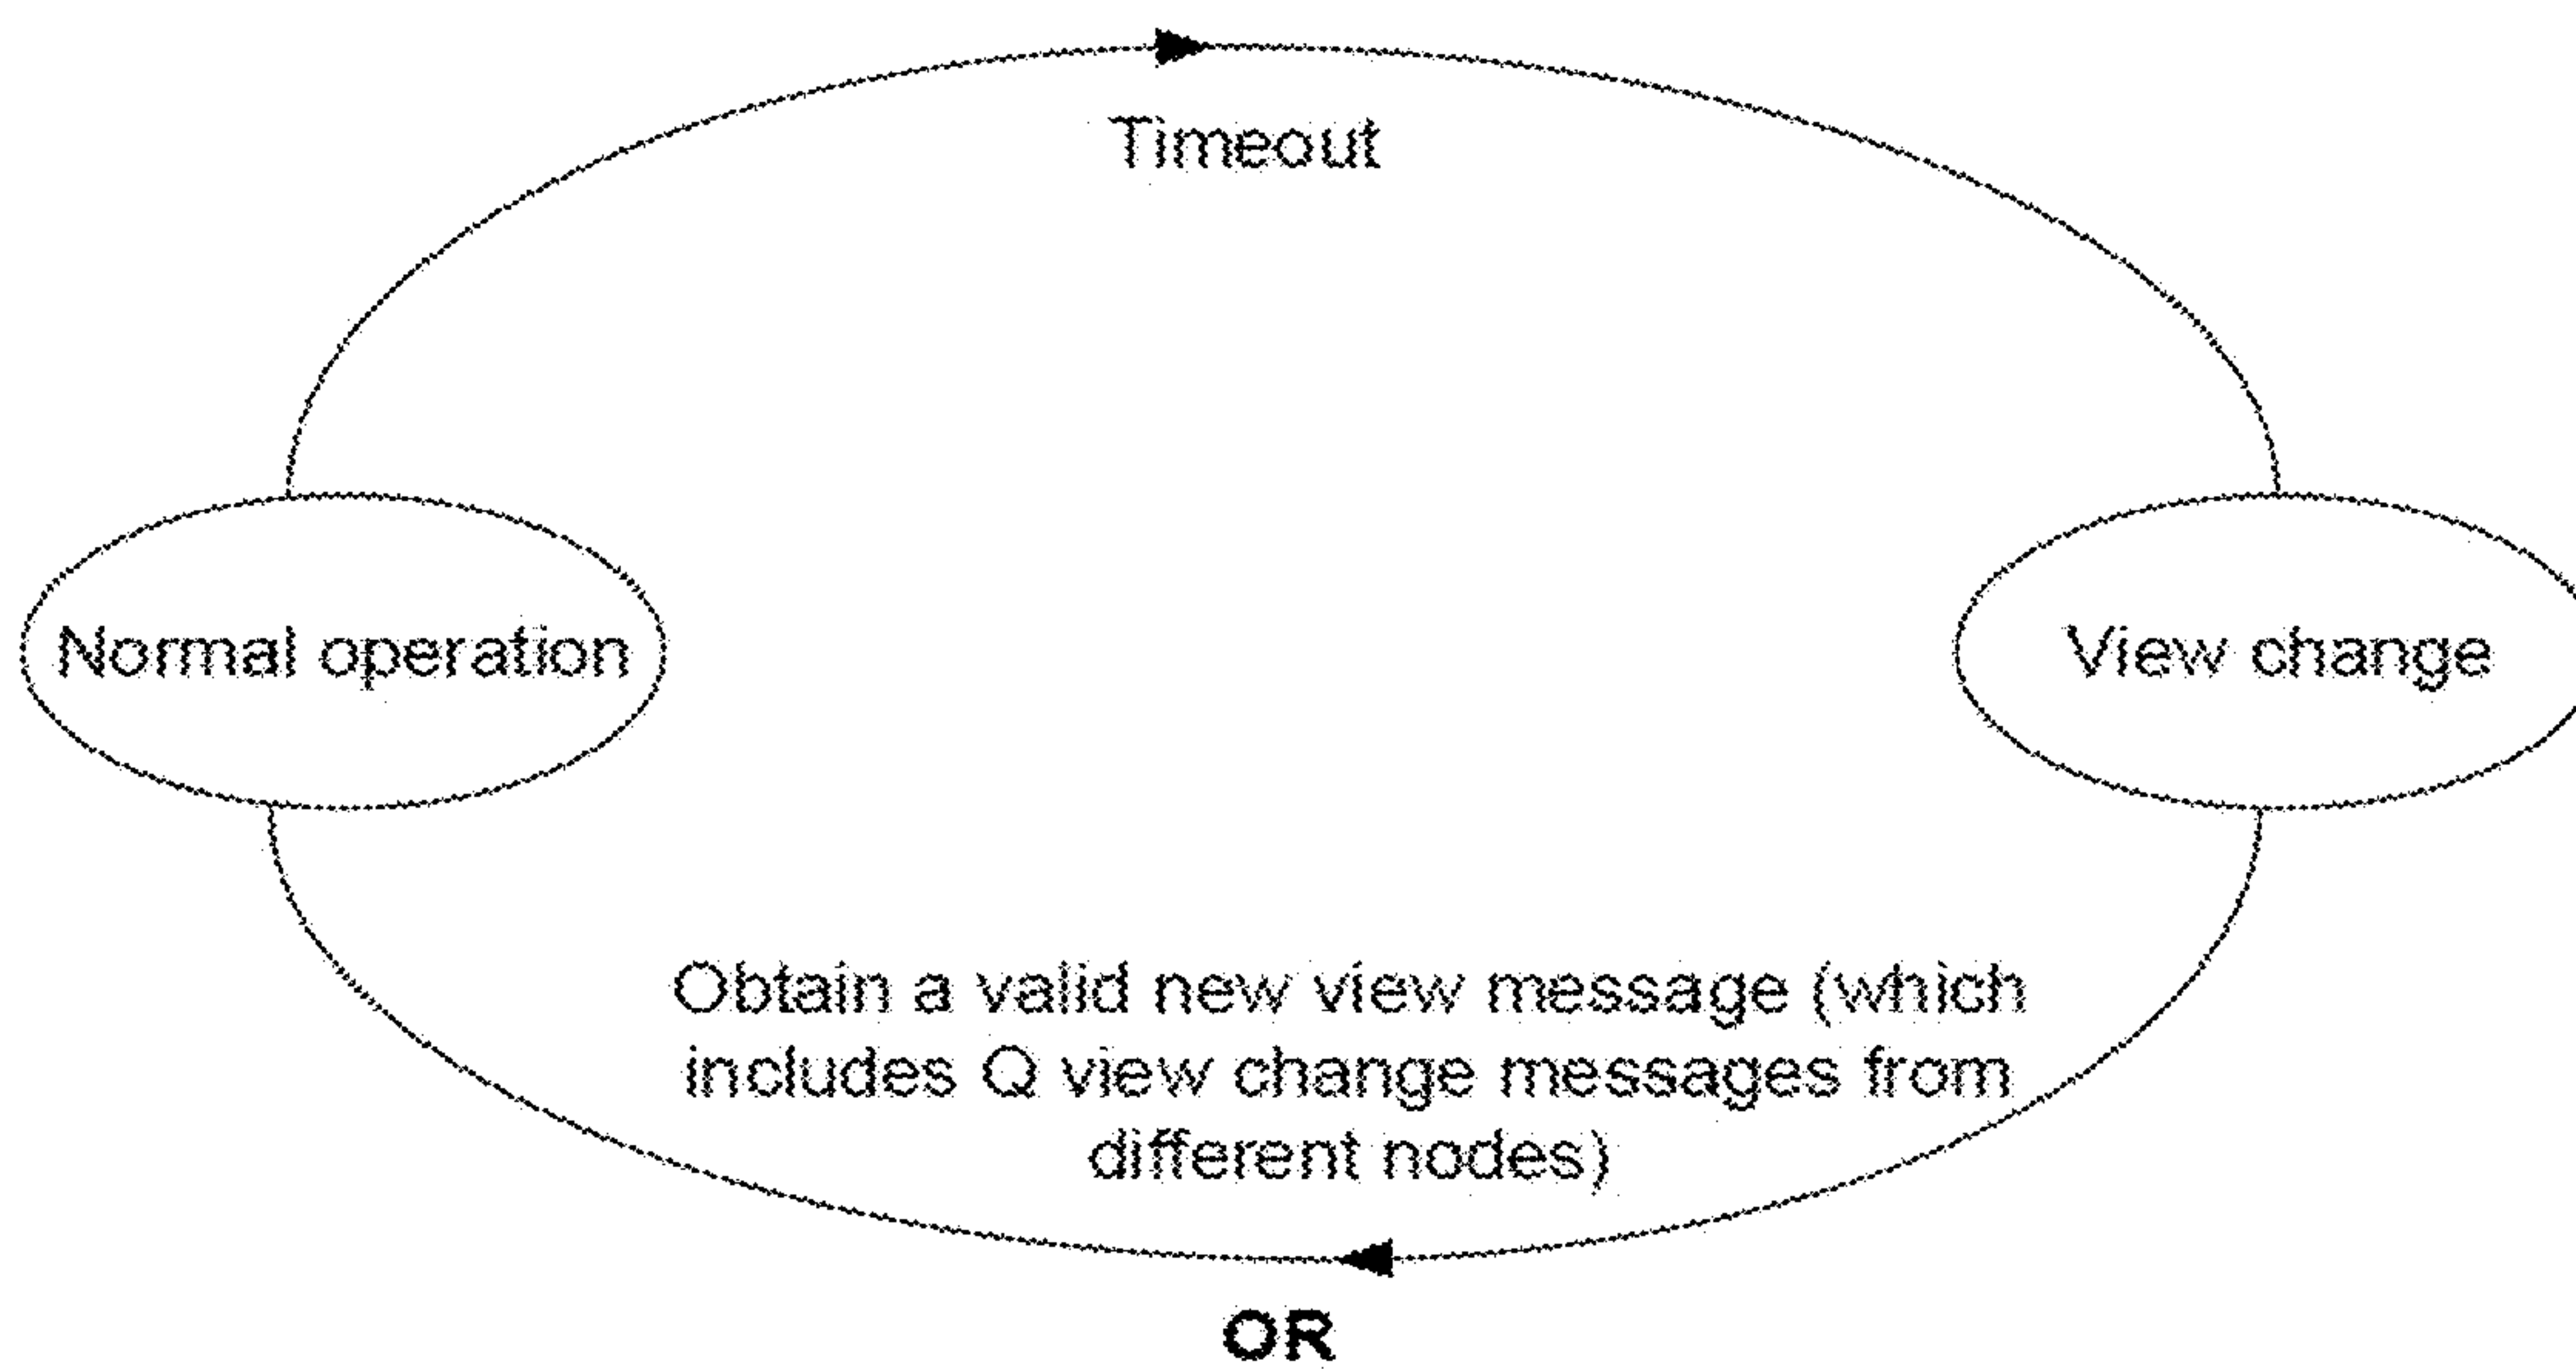 Timeout
Normal operation
View change
Obtain a valid new view message (which
includes Q view change messages from
different nodes)
OR